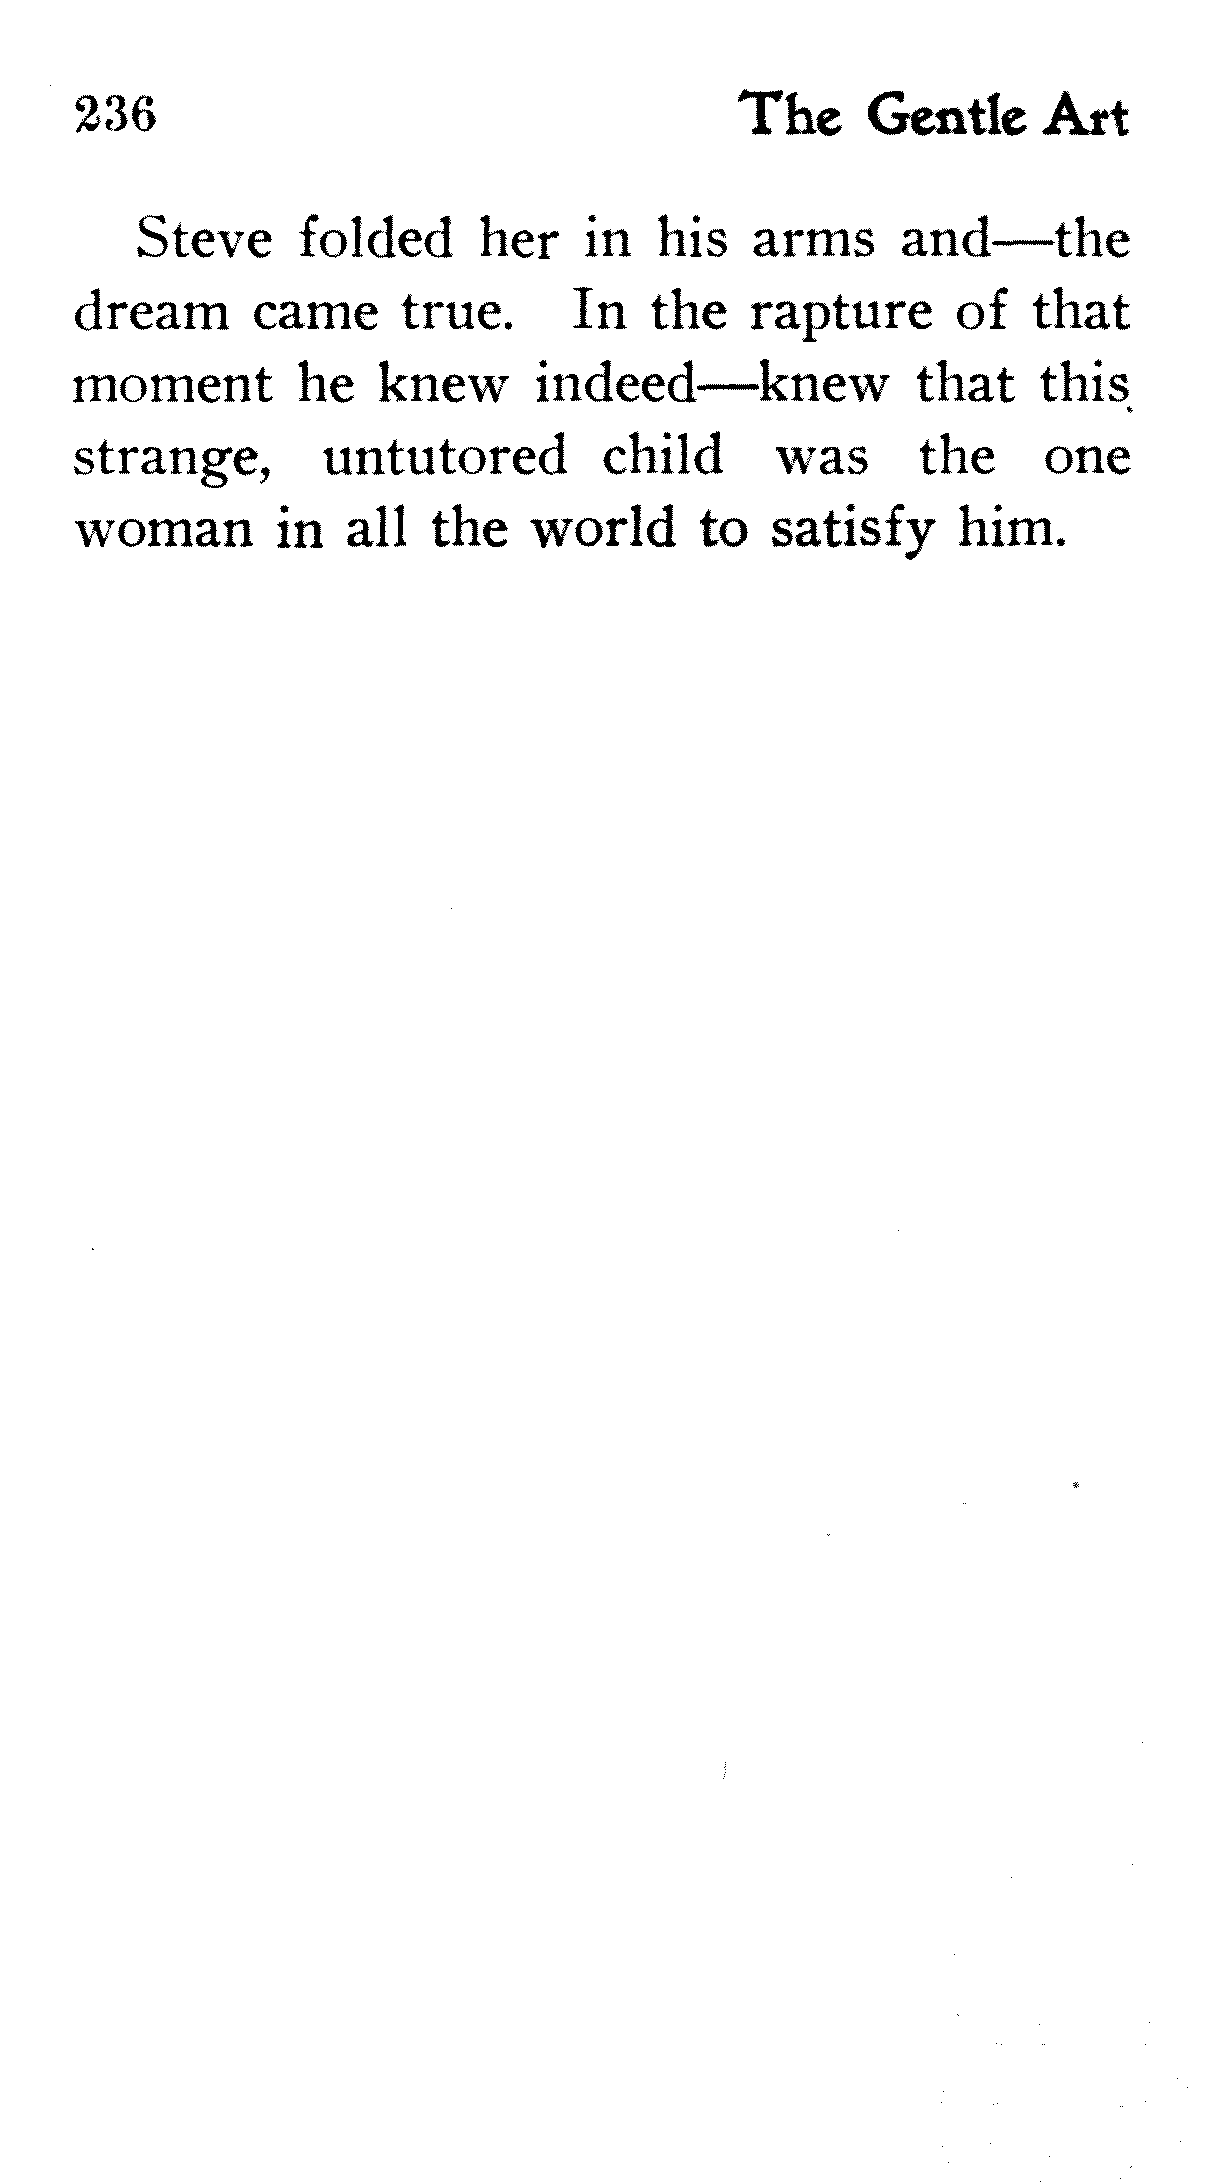 236 The Gentle Art
Steve folded her in his arms and—the
dream came true. In the rapture of that
moment he knew indeed—knew that this
strange, untutored child was the one
woman in all the world to satisfy him.